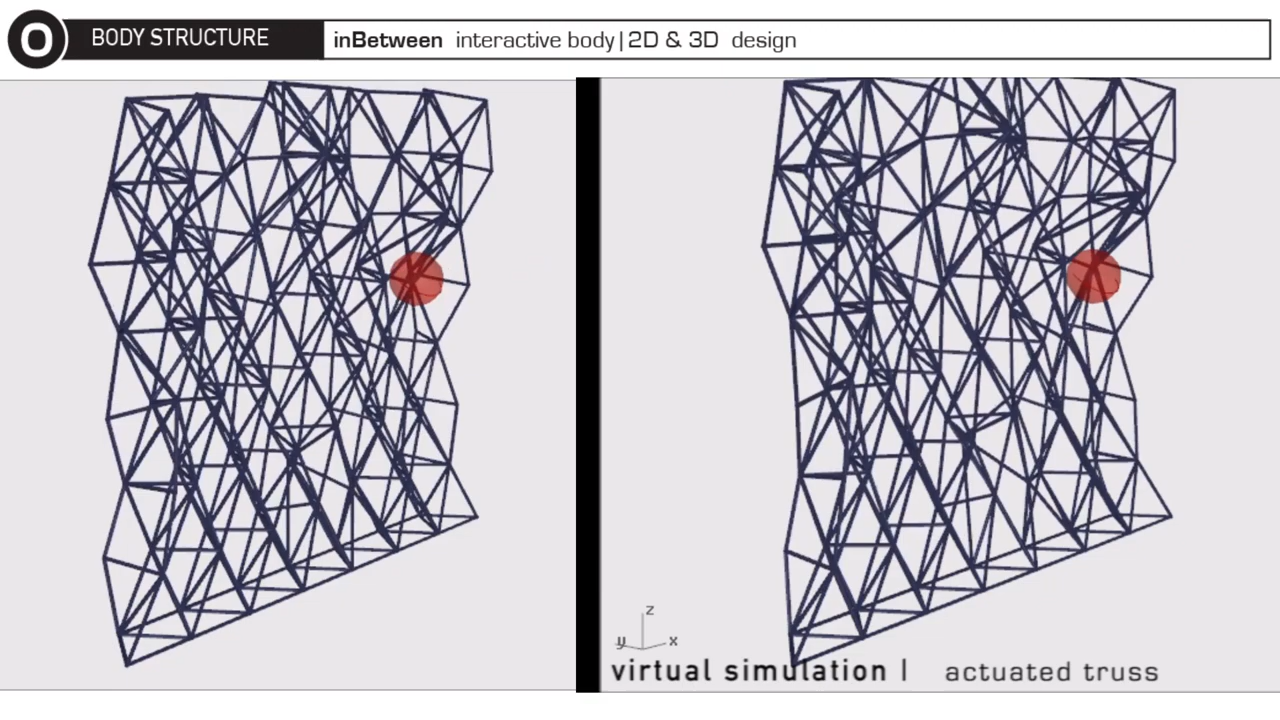 O BODY STRUCTURE inBetween interactive body|2D & 3D design
z
y x
virtual simulation | actuated truss